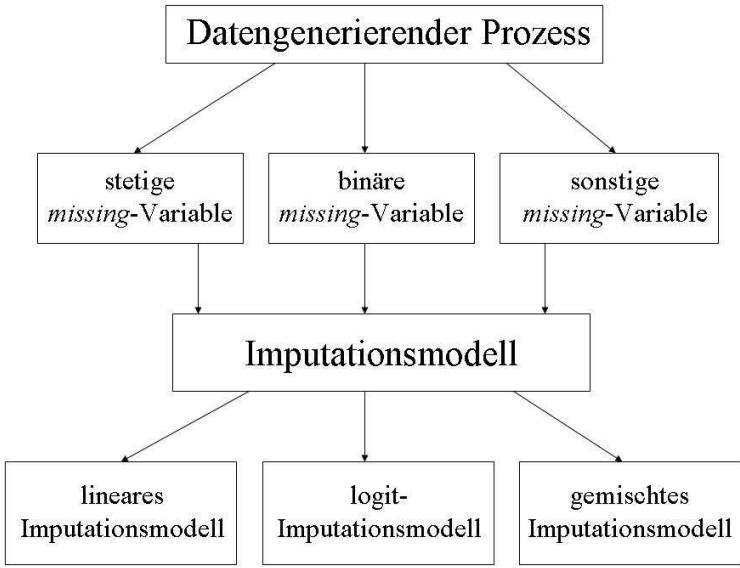 Datengenerierender Prozess
stetige
missing-Variable
binäre
missing-Variable
sonstige
missing-Variable
Imputationsmodell
lineares
Imputationsmodell
logit-
Imputationsmodell
gemischtes
Imputationsmodell